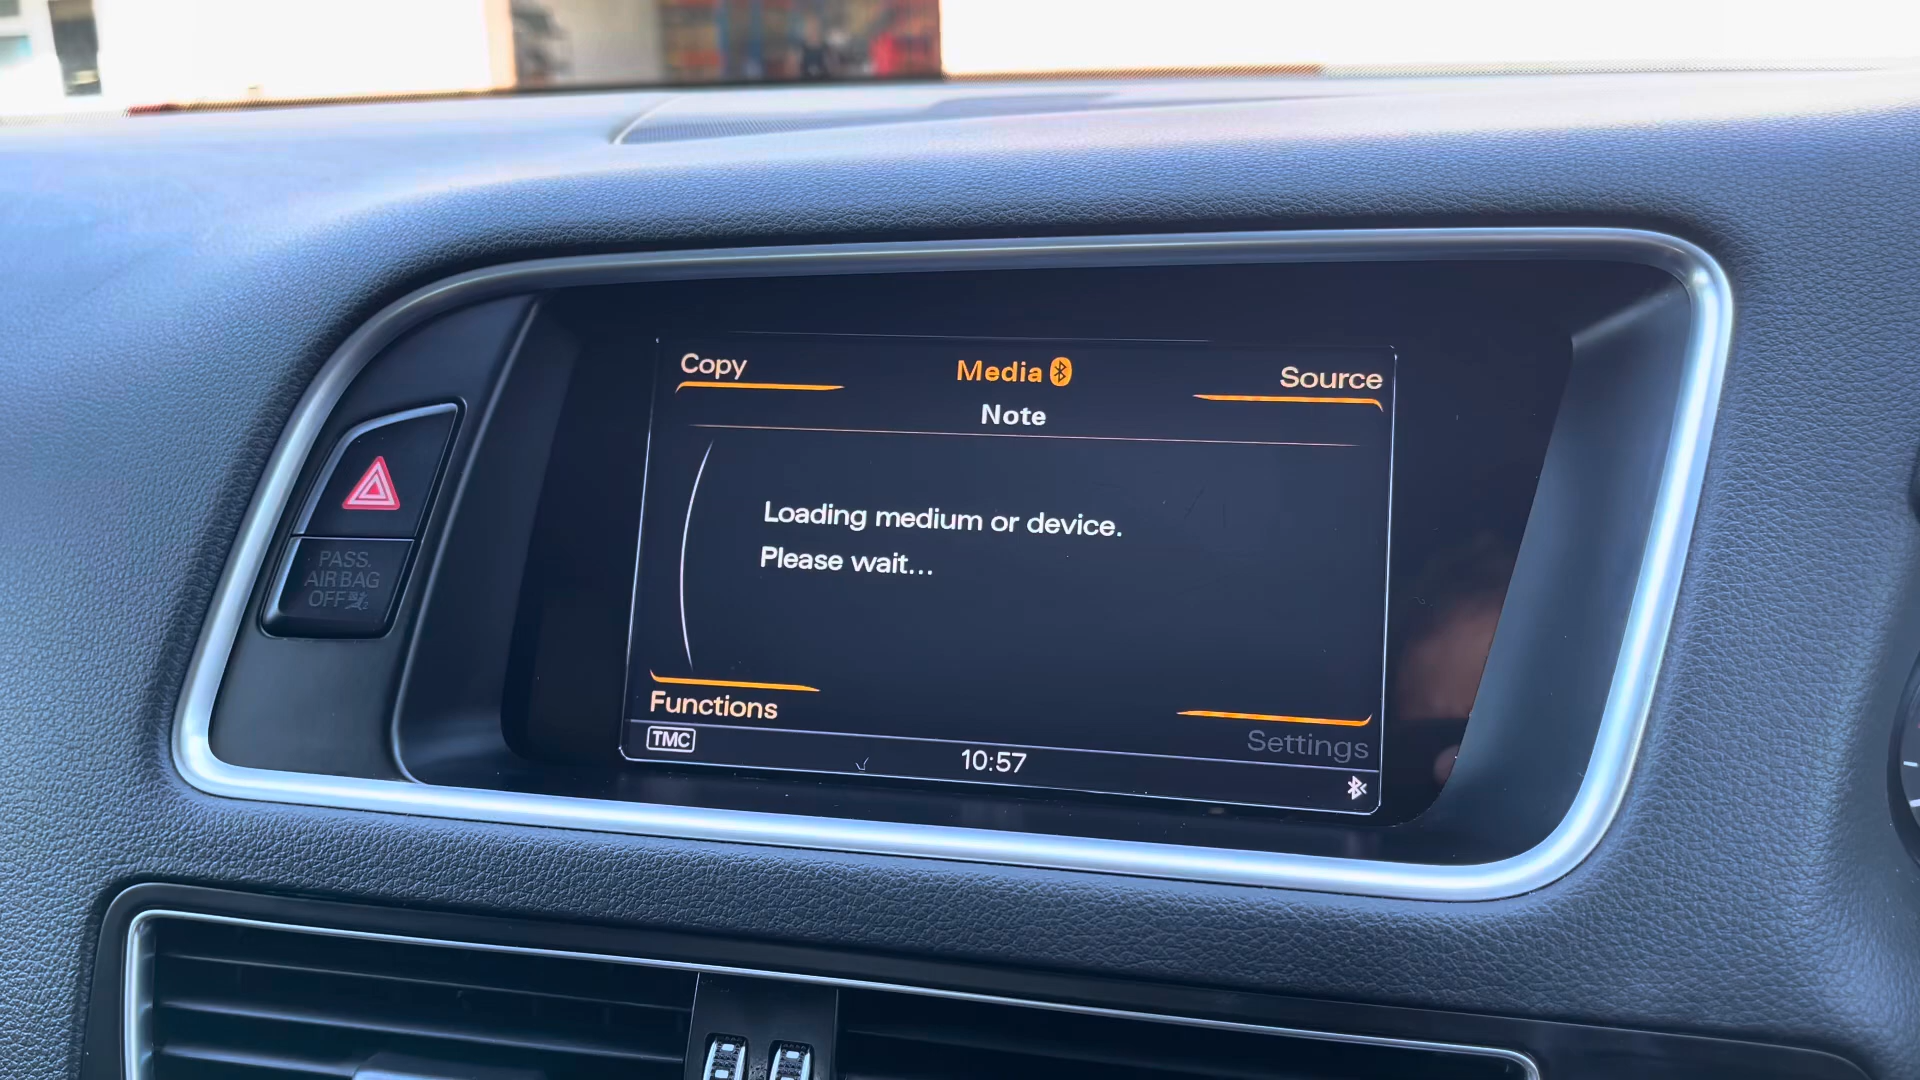 Copy
Media
Source
Note
Loading medium or device.
Please wait...
Functions
Settings
TMC
10:57
PASS.
AIR BAG
OFF